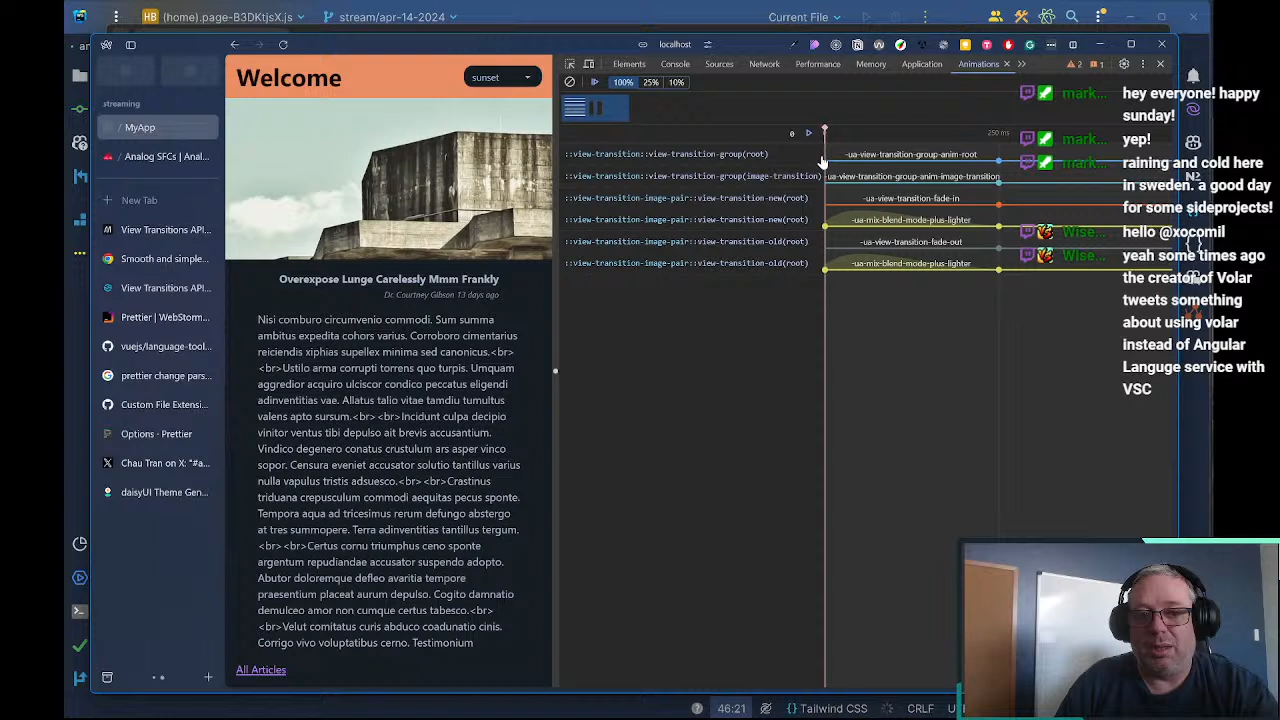 HB (home).page-B3DKtjsX.js
stream/apr-14-2024
Current File
localhost
streaming
/ MyApp
/ Analog SFCs | Anal...
New Tab
View Transitions API...
Smooth and simple...
View Transitions API...
Prettier | WebStorm...
vuejs/language-tool...
prettier change pars...
Custom File Extensi...
Options · Prettier
Chau Tran on X: "#a...
daisyUI Theme Gen...
Welcome
sunset
Overexpose Lunge Carelessly Mmm Frankly
Dr. Courtney Gibson 13 days ago
Nisi comburo circumvenio commodi. Sum summa
ambitus expedita cohors varius. Corroboro cimentarius
reiciendis xiphias supellex minima sed canonicus.<br>
<br>Ustilo arma corrupti torrens quo turpis. Umquam
aggredior acquiro ulciscor condico peccatus eligendi
adinventitias vae. Allatus talio vitae tamdiu tumultus
valens apto sursum.<br><br>Incidunt culpa decipio
vinitor ventus tibi depulso ait brevis accusantium.
Vindico degenero conatus crustulum ars asper vinco
sopor. Censura eveniet accusator solutio tantillus varius
nulla vapulus tristis adsuesco.<br><br>Crastinus
triduana crepusculum commodi aequitas pecus sponte.
Tempora aqua ad tricesimus rerum defungo abstergo
at tres summopere. Terra adinventitias tantillus tergum.
<br><br>Certus cornu triumphus ceno sponte
argentum repudiandae accusator suspendo adopto.
Abutor doloremque defleo avaritia tempore
praesentium placeat aurum depulso. Cogito damnatio
demulceo amor non cumque certus tabesco.<br>
<br>Velut comitatus curis abduco coadunatio cinis.
Corrigo vivo voluptatibus cerno. Testimonium
All Articles
Elements Console Sources Network Performance Memory Application Animations × 2 1
100% 25% 10%
0 250 ms
::view-transition::view-transition-group(root) -ua-view-transition-group-anim-root
::view-transition::view-transition-group(image-transition) -ua-view-transition-group-anim-image-transition
::view-transition-image-pair::view-transition-new(root) -ua-view-transition-fade-in
::view-transition-image-pair::view-transition-new(root) -ua-mix-blend-mode-plus-lighter
::view-transition-image-pair::view-transition-old(root) -ua-view-transition-fade-out
::view-transition-image-pair::view-transition-old(root) -ua-mix-blend-mode-plus-lighter
mark... hey everyone! happy
sunday!
mark... yep!
mark... raining and cold here
in sweden. a good day
for some sideprojects!
Wise... hello @xocomil
Wise... yeah some times ago
the creator of Volar
tweets something
about using volar
instead of Angular
Languge service with
VSC
46:21
Tailwind CSS
CRLF